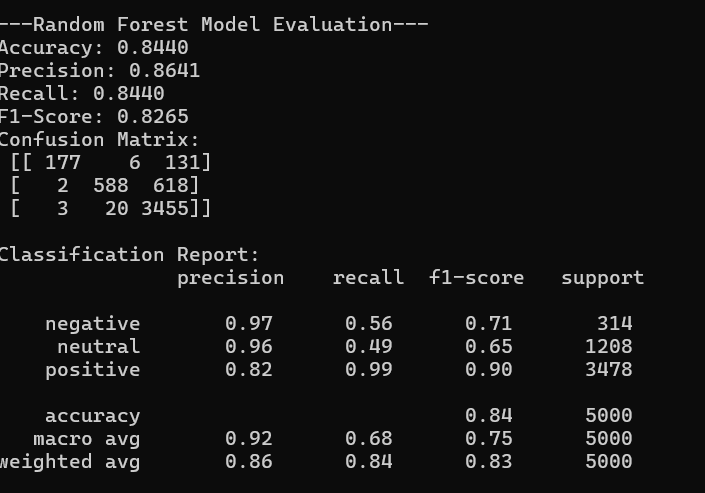 ---Random Forest Model Evaluation---
Accuracy: 0.8440
Precision: 0.8641
Recall: 0.8440
F1-Score: 0.8265
Confusion Matrix:
 [[ 177    6  131]
 [   2  588  618]
 [   3   20 3455]]
Classification Report:
              precision    recall  f1-score   support
    negative       0.97      0.56      0.71       314
     neutral       0.96      0.49      0.65      1208
    positive       0.82      0.99      0.90      3478
    accuracy                           0.84      5000
   macro avg       0.92      0.68      0.75      5000
weighted avg       0.86      0.84      0.83      5000